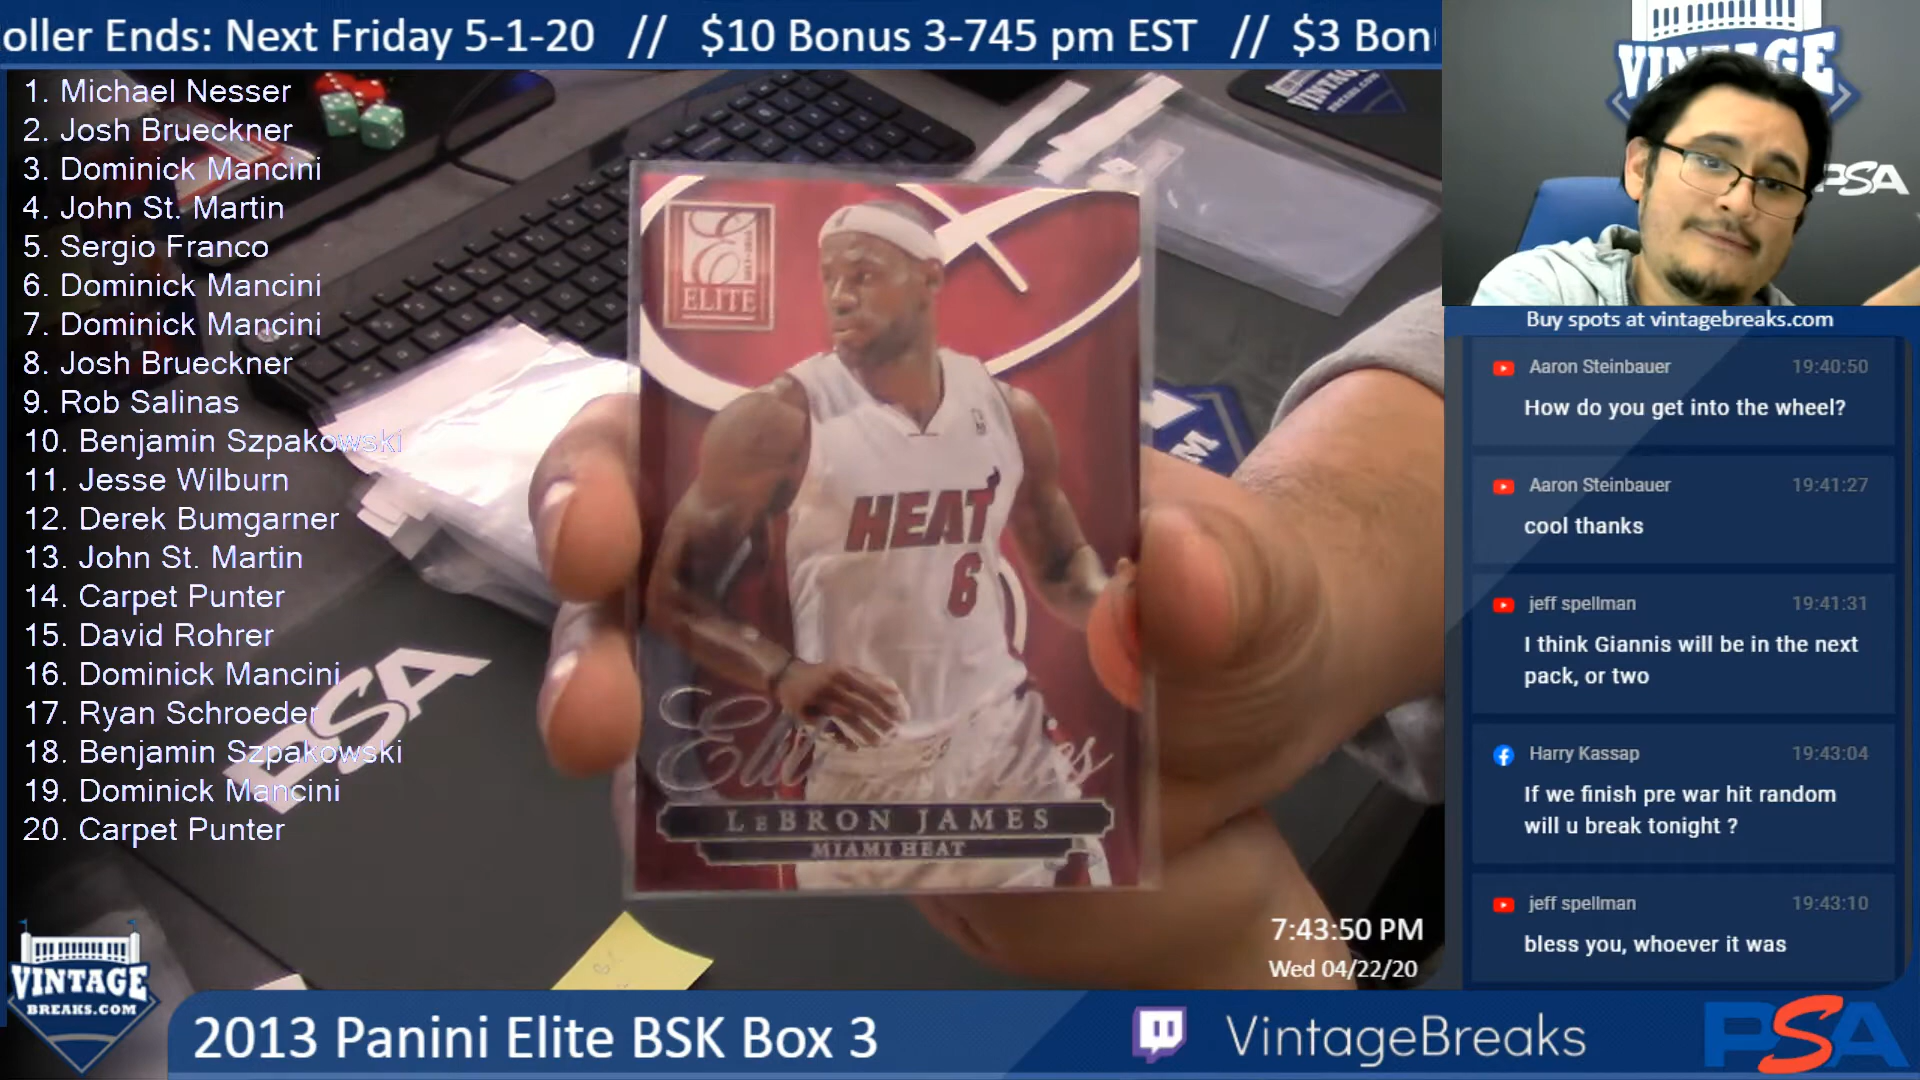 oller Ends: Next Friday 5-1-20 // $10 Bonus 3-745 pm EST // $3 Bon
1. Michael Nesser
2. Josh Brueckner
3. Dominick Mancini
4. John St. Martin
5. Sergio Franco
6. Dominick Mancini
7. Dominick Mancini
8. Josh Brueckner
9. Rob Salinas
10. Benjamin Szpakowski
11. Jesse Wilburn
12. Derek Bumgarner
13. John St. Martin
14. Carpet Punter
15. David Rohrer
16. Dominick Mancini
17. Ryan Schroeder
18. Benjamin Szpakowski
19. Dominick Mancini
20. Carpet Punter
PSA
VINTAGE
BREAKS.COM
E
ELITE
HEAT
6
LeBRON JAMES
MIAMI HEAT
7:43:50 PM
Wed 04/22/20
VINTAGE
PSA
Buy spots at vintagebreaks.com
Aaron Steinbauer 19:40:50
How do you get into the wheel?
Aaron Steinbauer 19:41:27
cool thanks
jeff spellman 19:41:31
I think Giannis will be in the next
pack, or two
Harry Kassap 19:43:04
If we finish pre war hit random
will u break tonight ?
jeff spellman 19:43:10
bless you, whoever it was
VINTAGE
BREAKS.COM
2013 Panini Elite BSK Box 3
VintageBreaks
PSA